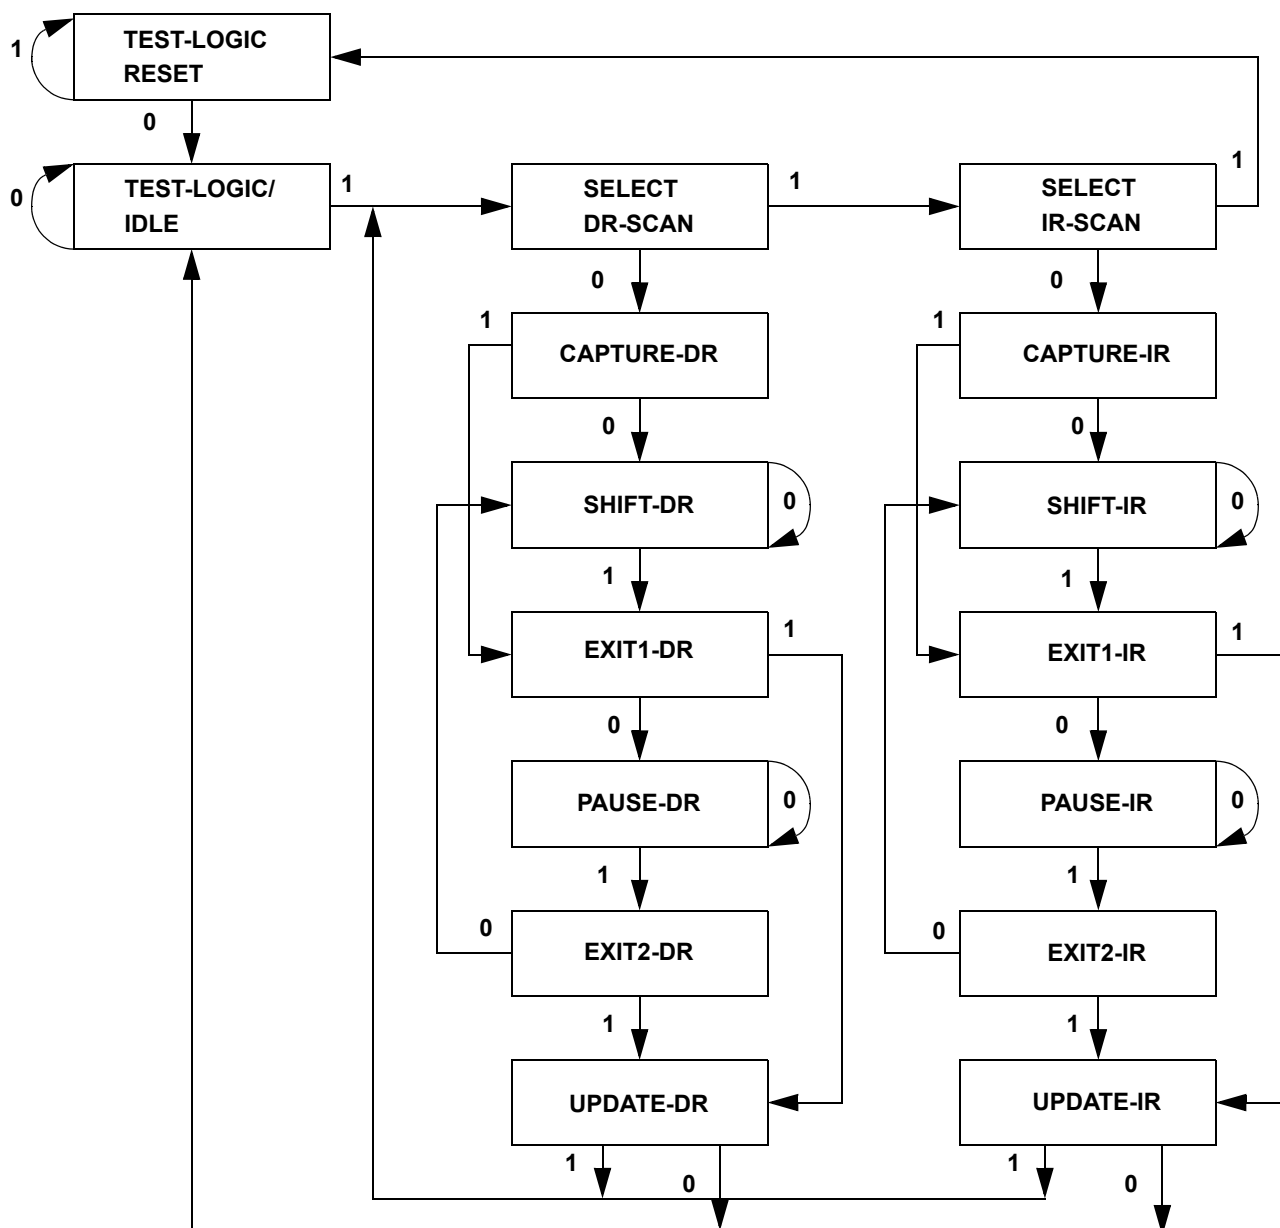 1
TEST-LOGIC
RESET
0
0
TEST-LOGIC/
IDLE
1
SELECT
DR-SCAN
1
SELECT
IR-SCAN
1
0
0
1
CAPTURE-DR
1
CAPTURE-IR
0
0
SHIFT-DR
0
SHIFT-IR
0
1
1
EXIT1-DR
1
EXIT1-IR
1
0
0
PAUSE-DR
0
PAUSE-IR
0
1
1
0
EXIT2-DR
0
EXIT2-IR
1
1
UPDATE-DR
UPDATE-IR
1
0
1
0